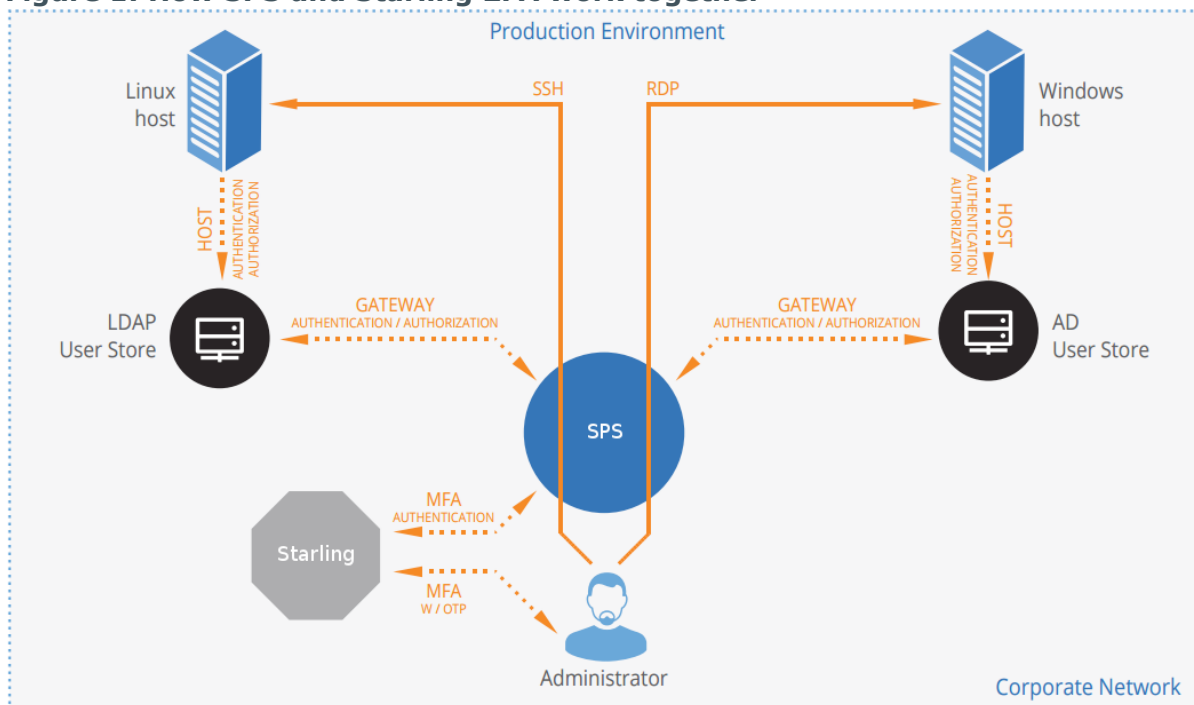 Production Environment
SSH
RDP
Linux
host
Windows
host
HOST
AUTHENTICATION
AUTHORIZATION
HOST
AUTHENTICATION
AUTHORIZATION
LDAP
User Store
GATEWAY
AUTHENTICATION / AUTHORIZATION
GATEWAY
AUTHENTICATION / AUTHORIZATION
AD
User Store
SPS
MFA
AUTHENTICATION
Starling
MFA
W / OTP
Administrator
Corporate Network